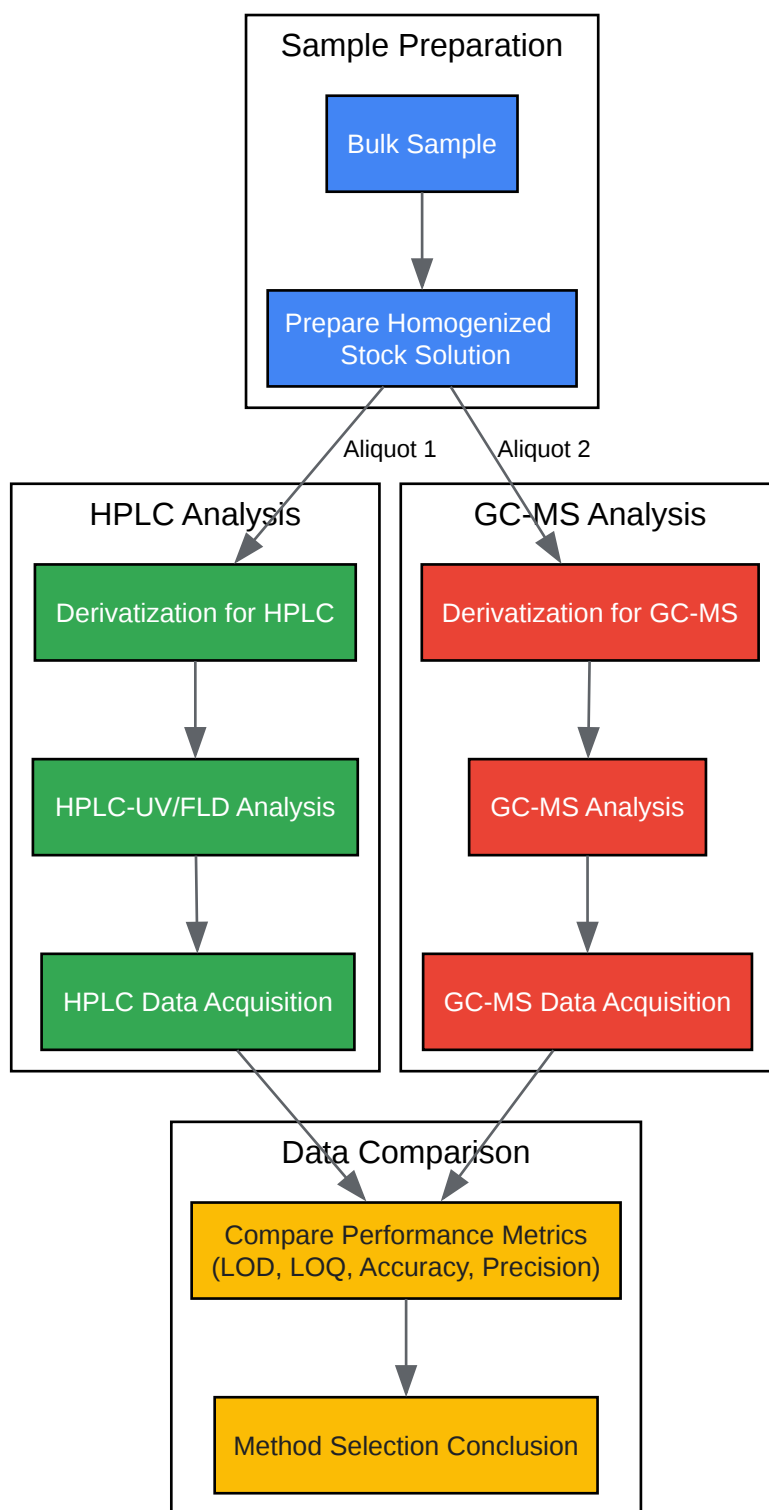 Sample Preparation
Bulk Sample
Prepare Homogenized
Stock Solution
Aliquot 1
Aliquot 2
HPLC Analysis
Derivatization for HPLC
HPLC-UV/FLD Analysis
HPLC Data Acquisition
GC-MS Analysis
Derivatization for GC-MS
GC-MS Analysis
GC-MS Data Acquisition
Data Comparison
Compare Performance Metrics
(LOD, LOQ, Accuracy, Precision)
Method Selection Conclusion